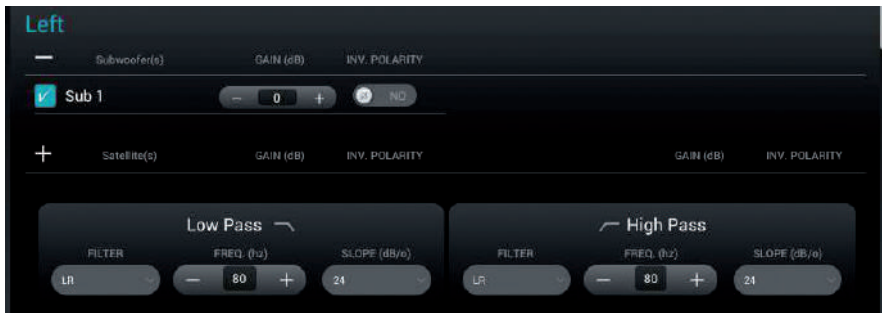 Left
Subwoofer(s) GAIN (dB) INV. POLARITY
Sub 1 − 0 + NO
Satellite(s) GAIN (dB) INV. POLARITY GAIN (dB) INV. POLARITY
Low Pass High Pass
FILTER FREQ. (hz) SLOPE (dB/o) FILTER FREQ. (hz) SLOPE (dB/o)
LR − 80 + 24 LR − 80 + 24